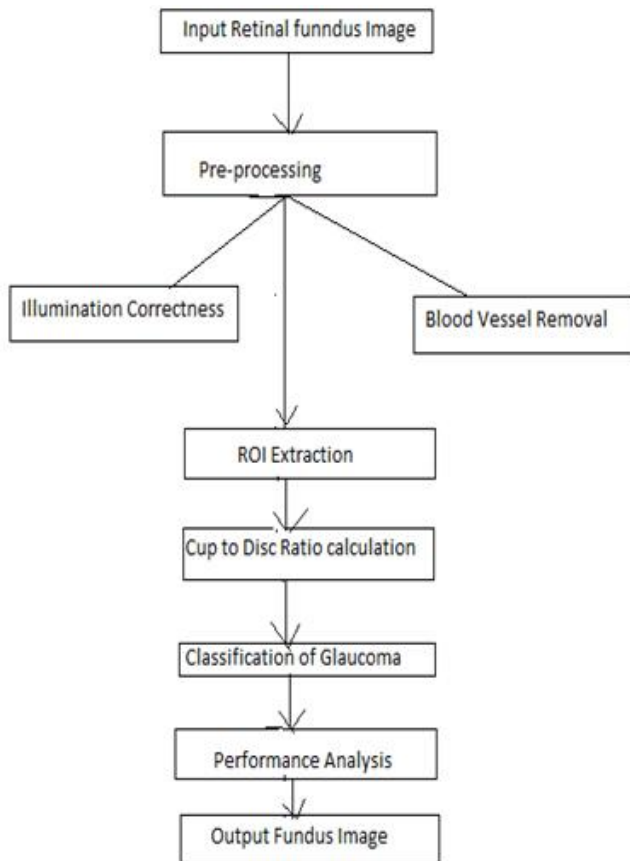 Input Retinal funndus Image
Pre-processing
Illumination Correctness
Blood Vessel Removal
ROI Extraction
Cup to Disc Ratio calculation
Classification of Glaucoma
Performance Analysis
Output Fundus Image